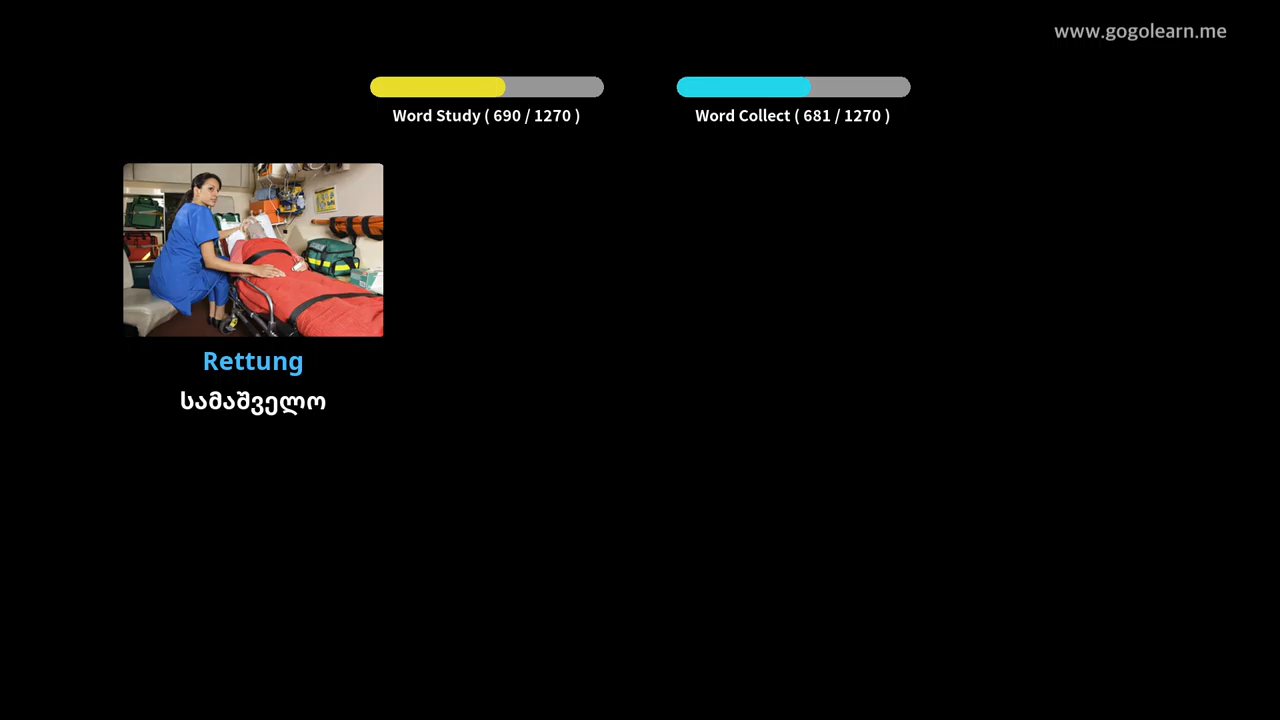 www.gogolearn.me
Word Study ( 690 / 1270 )
Word Collect ( 681 / 1270 )
Rettung
სამაშველო